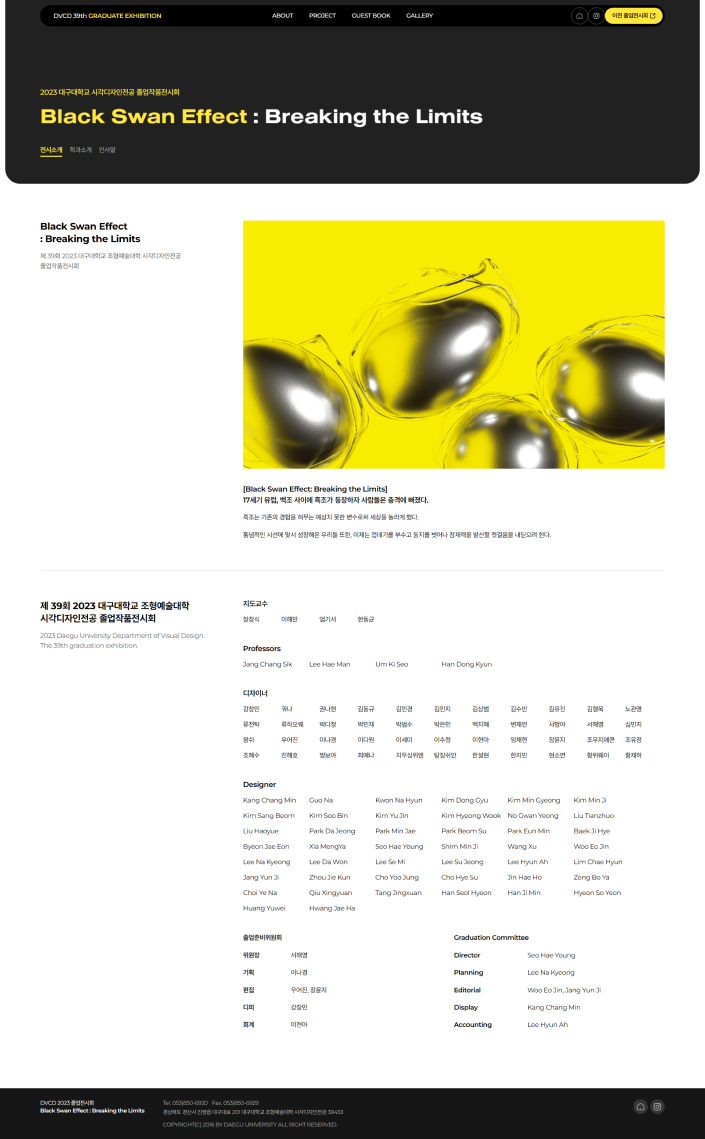 DVCD 39th GRADUATE EXHIBITION
ABOUT PROJECT GUEST BOOK GALLERY
이전 졸업전시회
2023 대구대학교 시각디자인전공 졸업작품전시회
Black Swan Effect : Breaking the Limits
전시소개 학과소개 인사말
Black Swan Effect
: Breaking the Limits
제 39회 2023 대구대학교 조형예술대학 시각디자인전공
졸업작품전시회
[Black Swan Effect: Breaking the Limits]
17세기 유럽, 백조 사이에 흑조가 등장하자 사람들은 충격에 빠졌다.
흑조는 기존의 경험을 허무는 예상치 못한 변수로써 세상을 놀라게 했다.
통념적인 시선에 맞서 성장해온 우리들 또한, 이제는 껍데기를 부수고 둥지를 벗어나 잠재력을 발산할 첫걸음을 내딛으려 한다.
제 39회 2023 대구대학교 조형예술대학
시각디자인전공 졸업작품전시회
2023 Daegu University Department of Visual Design.
The 39th graduation exhibition.
지도교수
장창식 이해만 엄기서 한동균
Professors
Jang Chang Sik Lee Hae Man Um Ki Seo Han Dong Kyun
디자이너
강창민 귀나 권나현 김동규 김민경 김민지 김상범 김수빈 김유진 김형욱 노관영
류천탁 류하오웨 박다정 박민재 박범수 박은민 백지혜 변재언 사맹아 서해영 심민지
왕쉬 우어진 이나경 이다원 이세미 이수정 이현아 임채현 장윤지 조우지에쿤 조유정
조혜수 진해호 쩡보야 최예나 치우싱위엔 탕징쉬안 한설현 한지민 현소연 황위웨이 황재하
Designer
Kang Chang Min Guo Na Kwon Na Hyun Kim Dong Gyu Kim Min Gyeong Kim Min Ji
Kim Sang Beom Kim Soo Bin Kim Yu Jin Kim Hyeong Wook No Gwan Yeong Liu Tianzhuo
Liu Haoyue Park Da Jeong Park Min Jae Park Beom Su Park Eun Min Baek Ji Hye
Byeon Jae Eon Xia MengYa Seo Hae Young Shim Min Ji Wang Xu Woo Eo Jin
Lee Na Kyeong Lee Da Won Lee Se Mi Lee Su Jeong Lee Hyun Ah Lim Chae Hyun
Jang Yun Ji Zhou Jie Kun Cho Yoo Jung Cho Hye Su Jin Hae Ho Zeng Bo Ya
Choi Ye Na Qiu Xingyuan Tang Jingxuan Han Seol Hyeon Han Ji Min Hyeon So Yeon
Huang Yuwei Hwang Jae Ha
졸업준비위원회 Graduation Committee
위원장 서해영 Director Seo Hae Young
기획 이나경 Planning Lee Na Kyeong
편집 우어진, 장윤지 Editorial Woo Eo Jin, Jang Yun Ji
디피 강창민 Display Kang Chang Min
회계 이현아 Accounting Lee Hyun Ah
DVCD 2023 졸업전시회
Black Swan Effect : Breaking the Limits
Tel. 053)850-6920 Fax. 053)850-6929
경상북도 경산시 진량읍 대구대로 201 대구대학교 조형예술대학 시각디자인전공 38453
COPYRIGHT(C) 2016 BY DAEGU UNIVERSITY ALL RIGHT RESERVED.